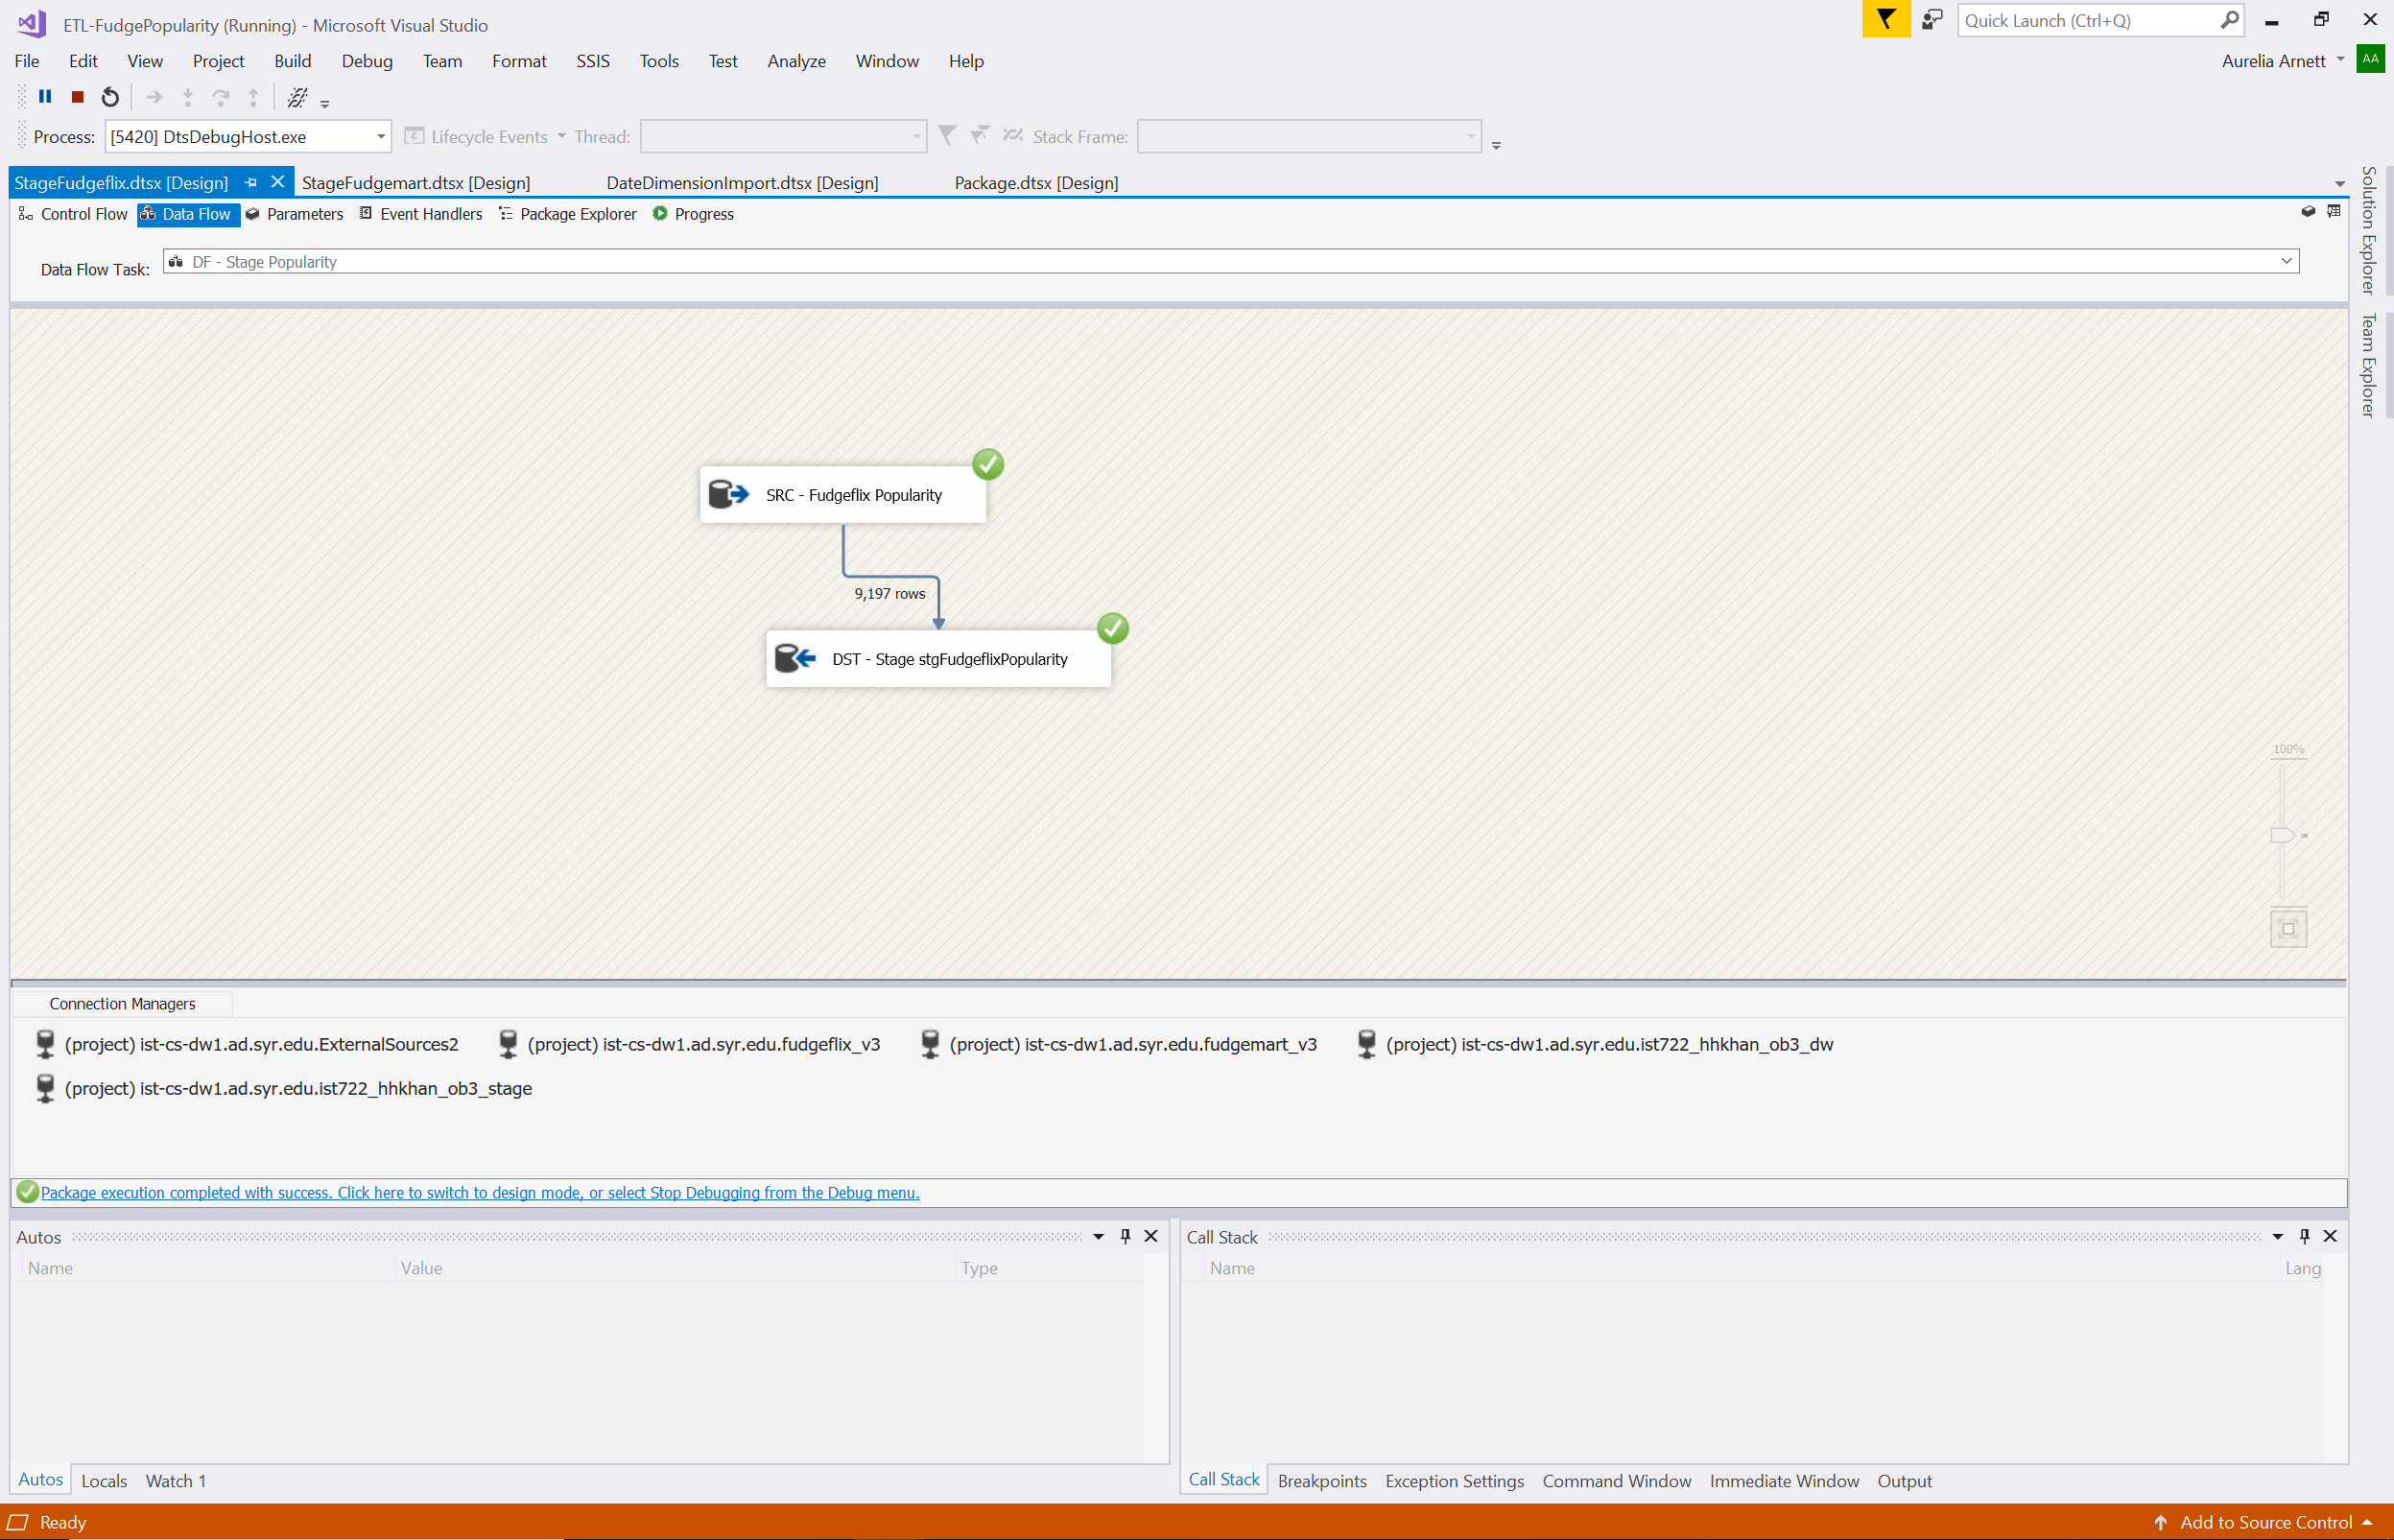 ETL-FudgePopularity (Running) - Microsoft Visual Studio
Quick Launch (Ctrl+Q)
File Edit View Project Build Debug Team Format SSIS Tools Test Analyze Window Help
Aurelia Arnett AA
Process: [5420] DtsDebugHost.exe Lifecycle Events Thread: Stack Frame:
StageFudgeflix.dtsx [Design] StageFudgemart.dtsx [Design] DateDimensionImport.dtsx [Design] Package.dtsx [Design]
Control Flow Data Flow Parameters Event Handlers Package Explorer Progress
Data Flow Task: DF - Stage Popularity
Solution Explorer
Team Explorer
SRC - Fudgeflix Popularity
9,197 rows
DST - Stage stgFudgeflixPopularity
100%
Connection Managers
(project) ist-cs-dw1.ad.syr.edu.ExternalSources2 (project) ist-cs-dw1.ad.syr.edu.fudgeflix_v3 (project) ist-cs-dw1.ad.syr.edu.fudgemart_v3 (project) ist-cs-dw1.ad.syr.edu.ist722_hhkhan_ob3_dw
(project) ist-cs-dw1.ad.syr.edu.ist722_hhkhan_ob3_stage
Package execution completed with success. Click here to switch to design mode, or select Stop Debugging from the Debug menu.
Autos
Name Value Type
Call Stack
Name Lang
Autos Locals Watch 1
Call Stack Breakpoints Exception Settings Command Window Immediate Window Output
Ready
Add to Source Control